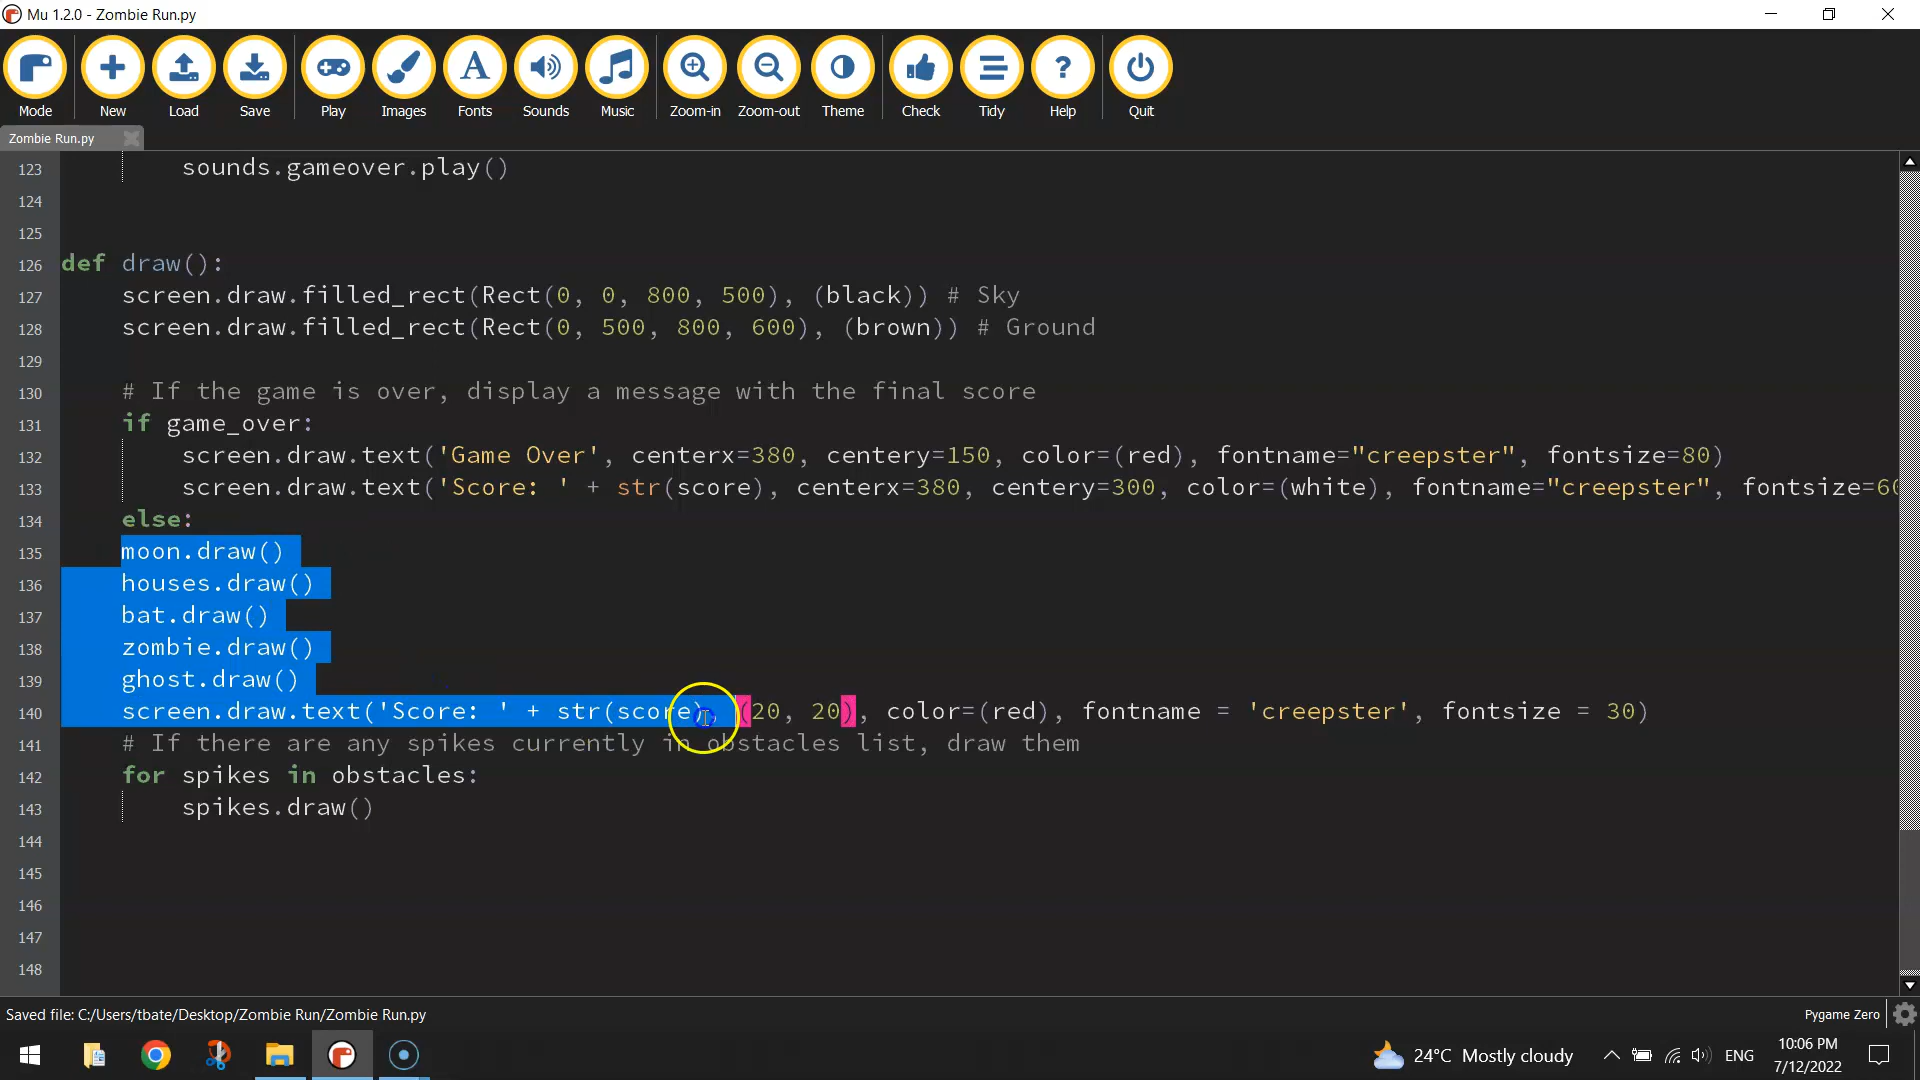 Mu 1.2.0 - Zombie Run.py
Mode New Load Save Play Images Fonts Sounds Music Zoom-in Zoom-out Theme Check Tidy Help Quit
Zombie Run.py
123 sounds.gameover.play()
124
125
126 def draw():
127 screen.draw.filled_rect(Rect(0, 0, 800, 500), (black)) # Sky
128 screen.draw.filled_rect(Rect(0, 500, 800, 600), (brown)) # Ground
129
130 # If the game is over, display a message with the final score
131 if game_over:
132 screen.draw.text('Game Over', centerx=380, centery=150, color=(red), fontname="creepster", fontsize=80)
133 screen.draw.text('Score: ' + str(score), centerx=380, centery=300, color=(white), fontname="creepster", fontsize=60
134 else:
135 moon.draw()
136 houses.draw()
137 bat.draw()
138 zombie.draw()
139 ghost.draw()
140 screen.draw.text('Score: ' + str(score), (20, 20), color=(red), fontname = 'creepster', fontsize = 30)
141 # If there are any spikes currently in obstacles list, draw them
142 for spikes in obstacles:
143 spikes.draw()
144
145
146
147
148
Saved file: C:/Users/tbate/Desktop/Zombie Run/Zombie Run.py Pygame Zero
24°C Mostly cloudy ENG 10:06 PM
7/12/2022